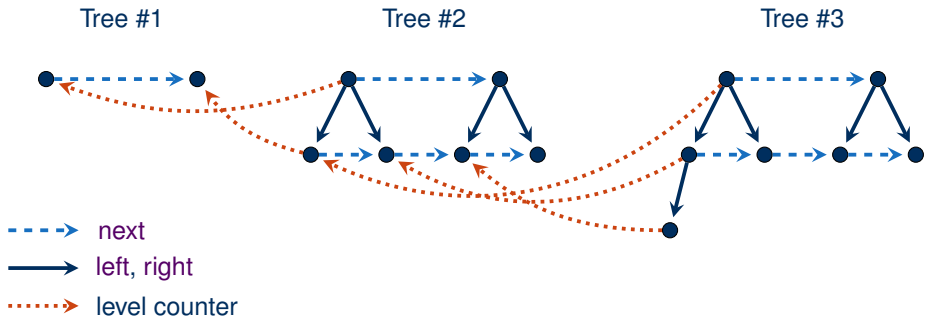 Tree #1
Tree #2
Tree #3
next
left, right
level counter